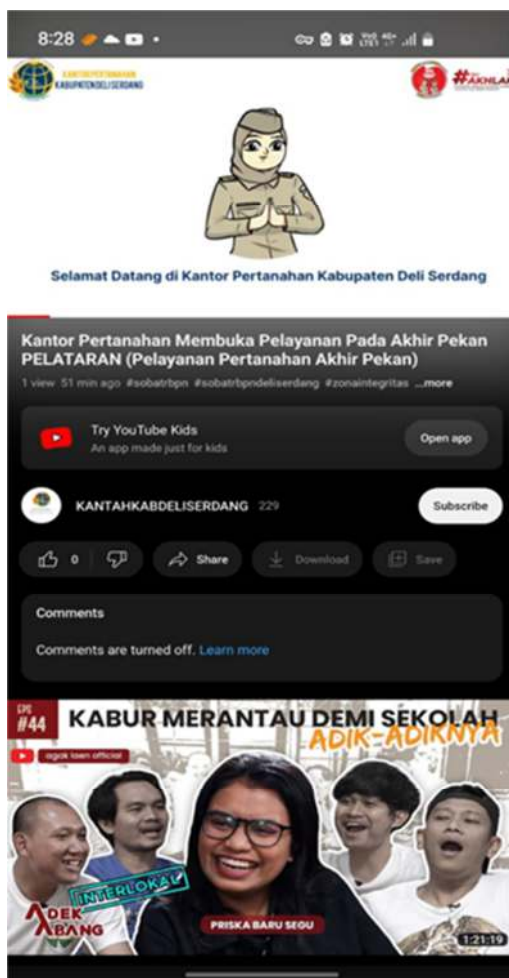 8:28
KANTOR PERTANAHAN
KABUPATEN DELI SERDANG
#AKHLAK
Selamat Datang di Kantor Pertanahan Kabupaten Deli Serdang
Kantor Pertanahan Membuka Pelayanan Pada Akhir Pekan
PELATARAN (Pelayanan Pertanahan Akhir Pekan)
1 view 51 min ago #sobatrbpn #sobatrbpndeliserdang #zonaintegritas ...more
Try YouTube Kids
An app made just for kids
Open app
KANTAHKABDELISERDANG 229
Subscribe
0
Share
Download
Save
Comments
Comments are turned off. Learn more
EPS
#44
KABUR MERANTAU DEMI SEKOLAH
ADIK-ADIKNYA
agak laen official
INTERLOKAL
ADEK
ABANG
PRISKA BARU SEGU
1:21:19